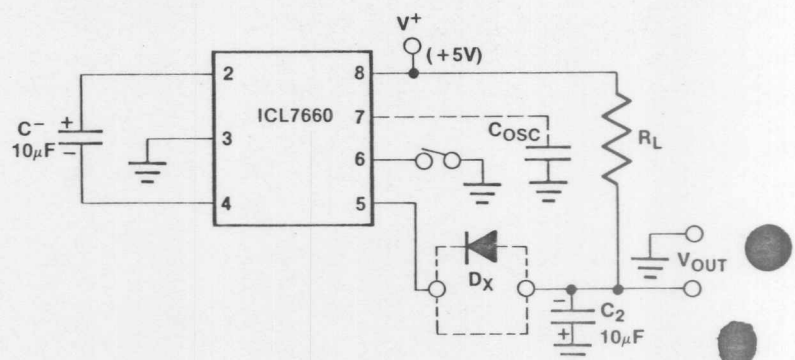 V+
(+5V)
2
8
ICL7660
7
C−
+
−
10μF
3
COSC
RL
6
4
5
DX
VOUT
−
C2
+
10μF